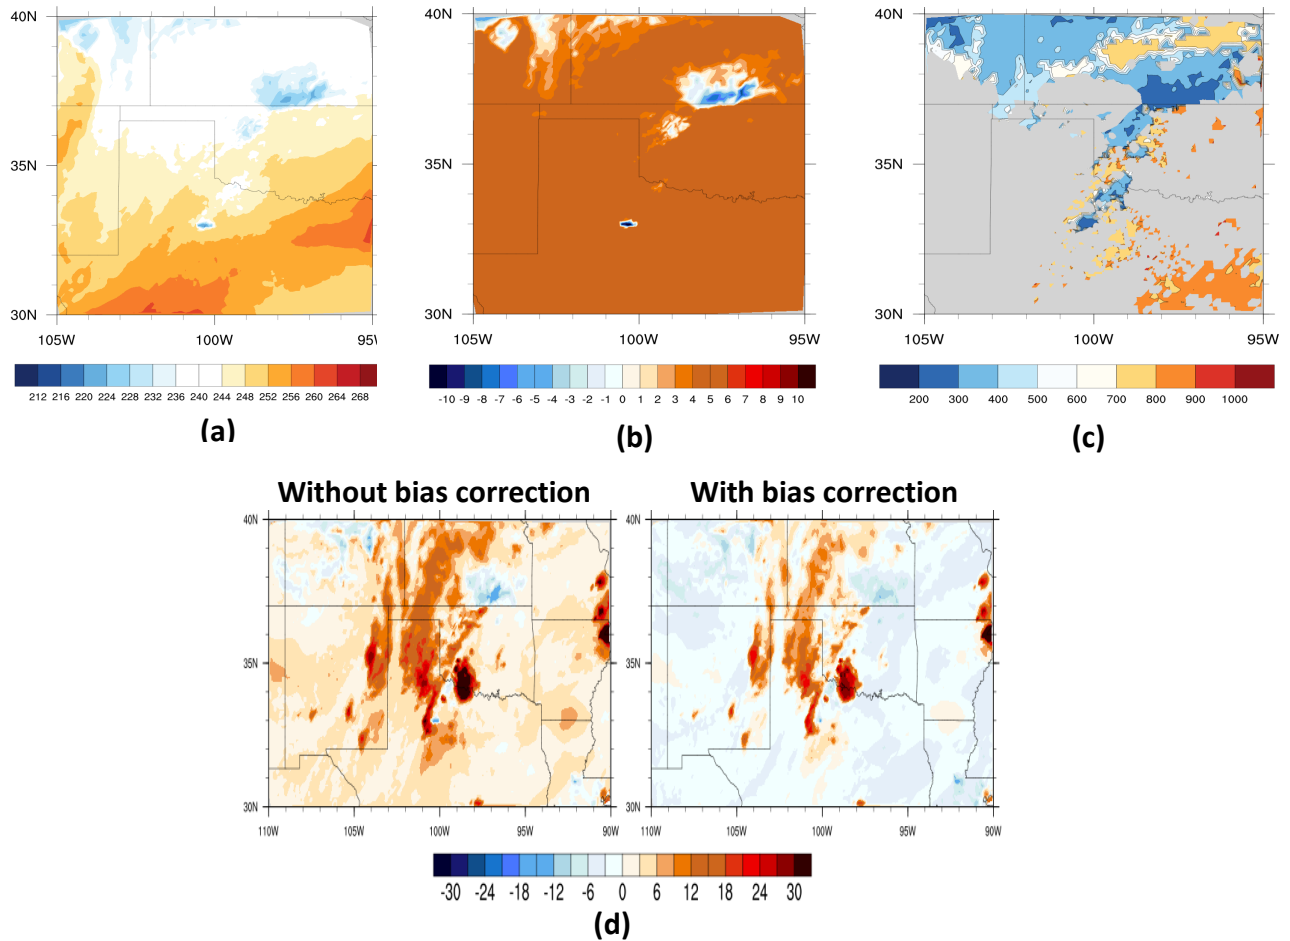 40N
35N
30N
105W
100W
95W
212 216 220 224 228 232 236 240 244 248 252 256 260 264 268
(a)
40N
35N
30N
105W
100W
95W
-10 -9 -8 -7 -6 -5 -4 -3 -2 -1 0 1 2 3 4 5 6 7 8 9 10
(b)
40N
35N
30N
105W
100W
95W
200 300 400 500 600 700 800 900 1000
(c)
Without bias correction
40N
35N
30N
110W
105W
100W
95W
90W
With bias correction
40N
35N
30N
110W
105W
100W
95W
90W
-30 -24 -18 -12 -6 0 6 12 18 24 30
(d)